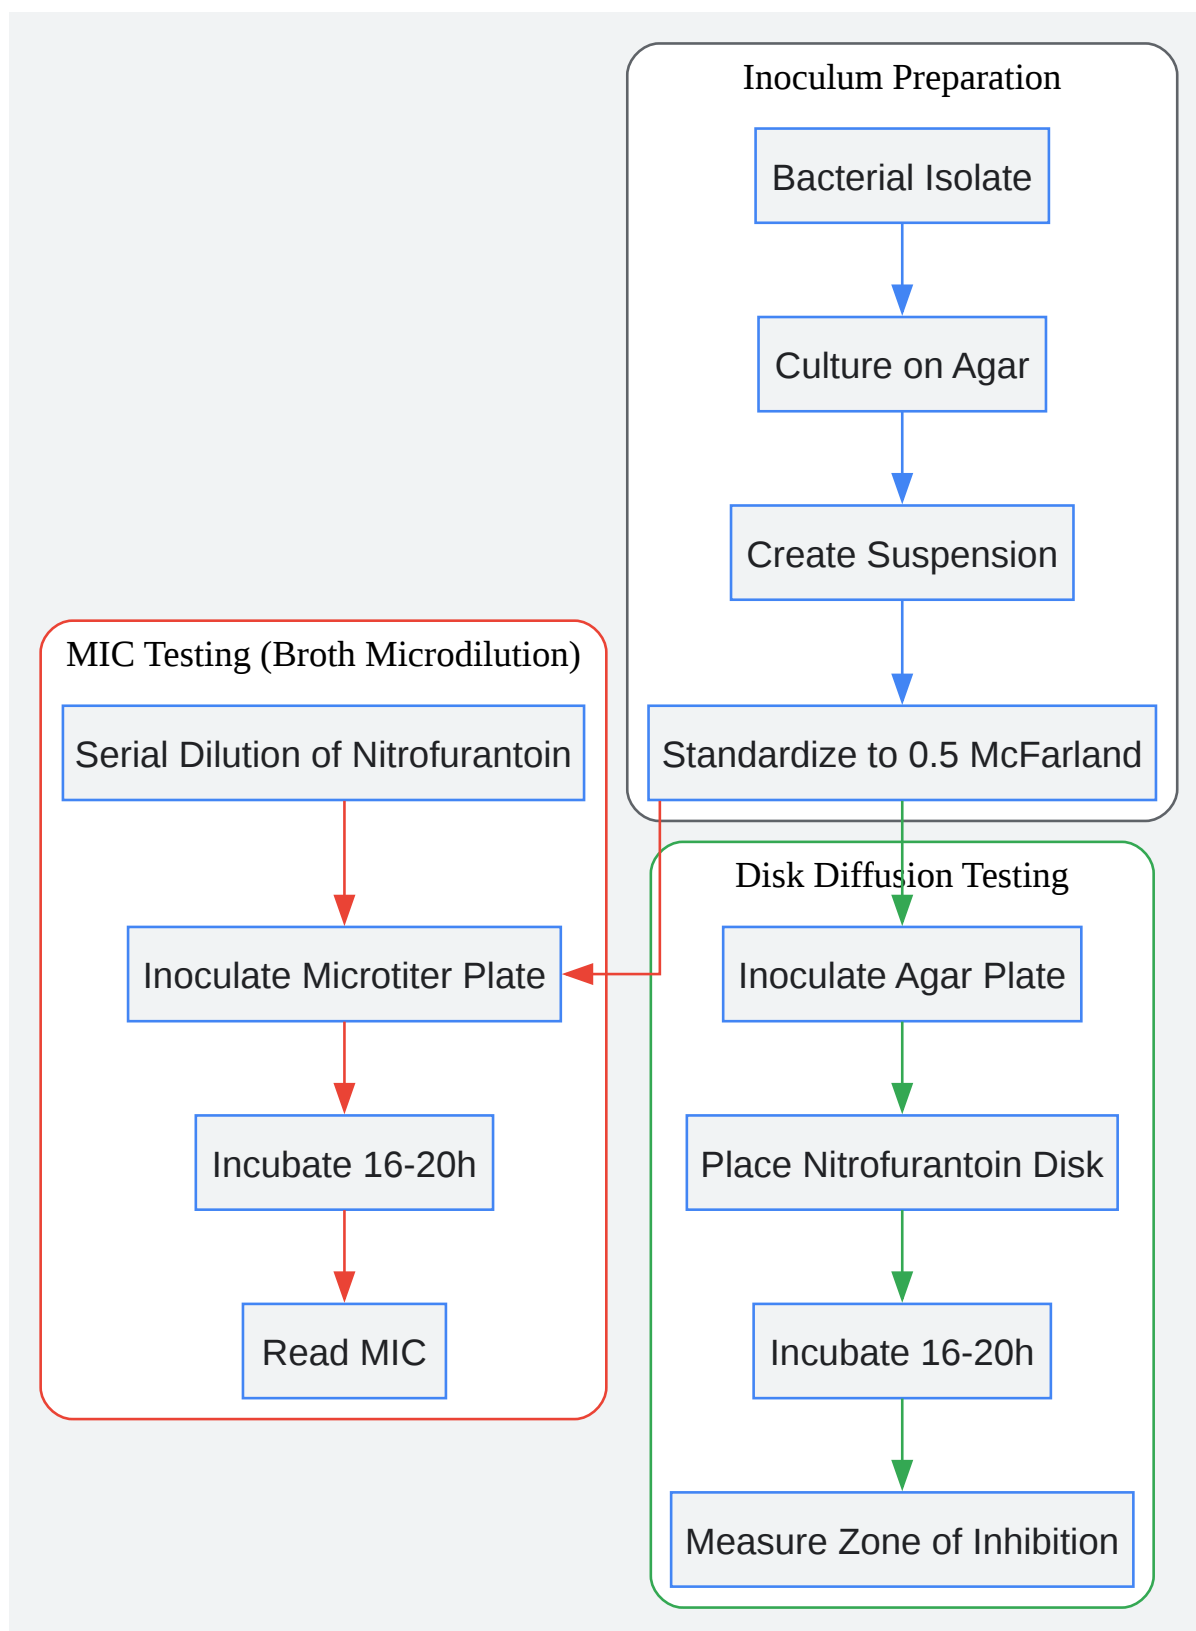 Inoculum Preparation
Bacterial Isolate
Culture on Agar
Create Suspension
Standardize to 0.5 McFarland
MIC Testing (Broth Microdilution)
Serial Dilution of Nitrofurantoin
Inoculate Microtiter Plate
Incubate 16-20h
Read MIC
Disk Diffusion Testing
Inoculate Agar Plate
Place Nitrofurantoin Disk
Incubate 16-20h
Measure Zone of Inhibition